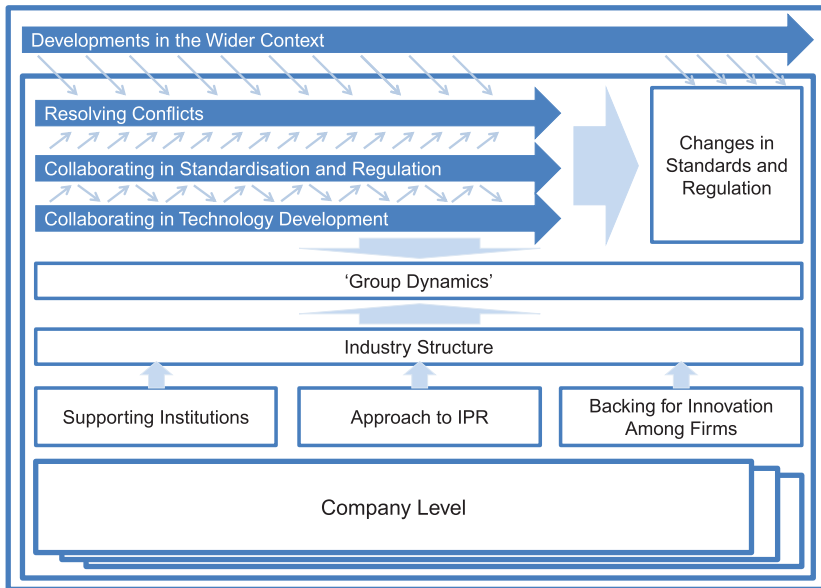 Developments in the Wider Context
Resolving Conflicts
Collaborating in Standardisation and Regulation
Collaborating in Technology Development
Changes in
Standards and
Regulation
‘Group Dynamics’
Industry Structure
Supporting Institutions
Approach to IPR
Backing for Innovation
Among Firms
Company Level